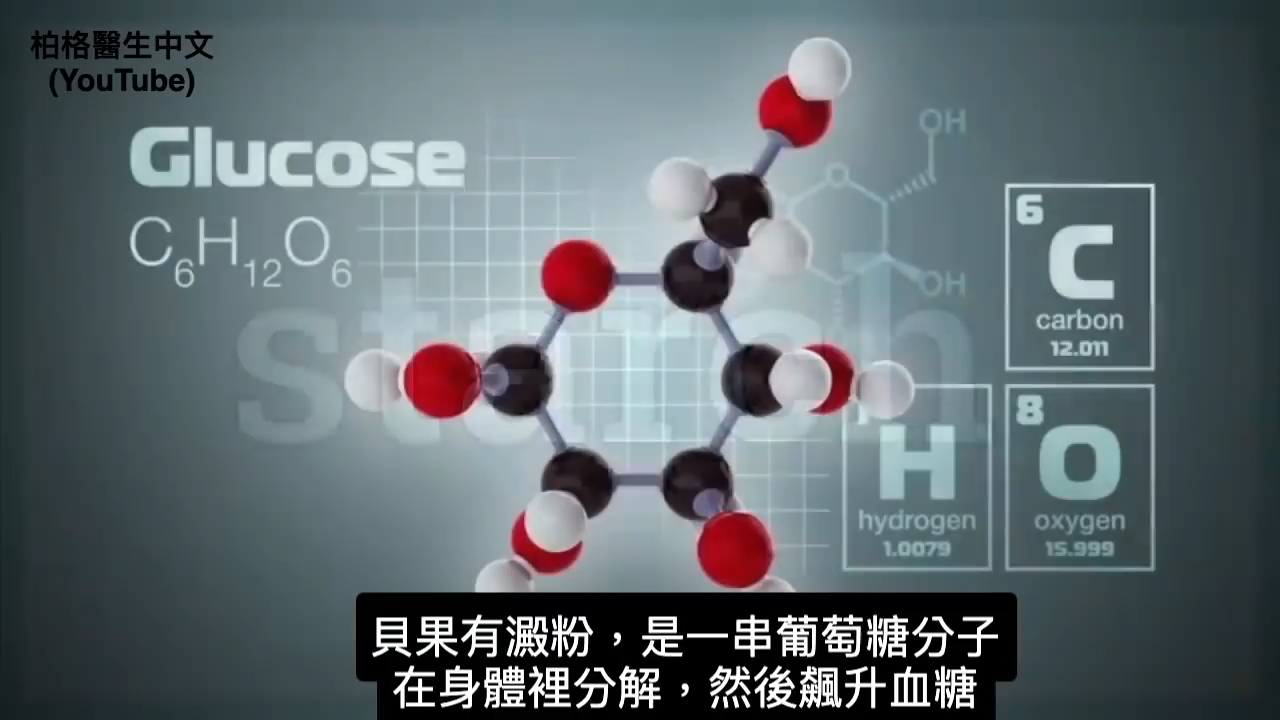 柏格醫生中文
(YouTube)
Glucose
C6H12O6
starch
OH
OH
6
C
carbon
12.011
H
hydrogen
1.0079
8
O
oxygen
15.999
O
貝果有澱粉，是一串葡萄糖分子
在身體裡分解，然後飆升血糖